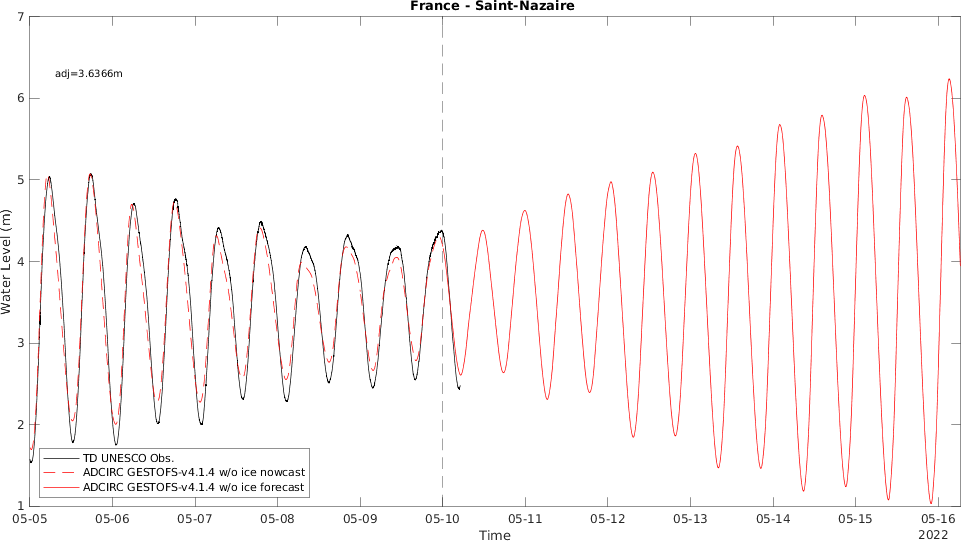 France - Saint-Nazaire
7
adj=3.6366m
6
5
4
3
2
1
Water Level (m)
TD UNESCO Obs.
ADCIRC GESTOFS-v4.1.4 w/o ice nowcast
ADCIRC GESTOFS-v4.1.4 w/o ice forecast
05-05 05-06 05-07 05-08 05-09 05-10 05-11 05-12 05-13 05-14 05-15 05-16
Time
2022